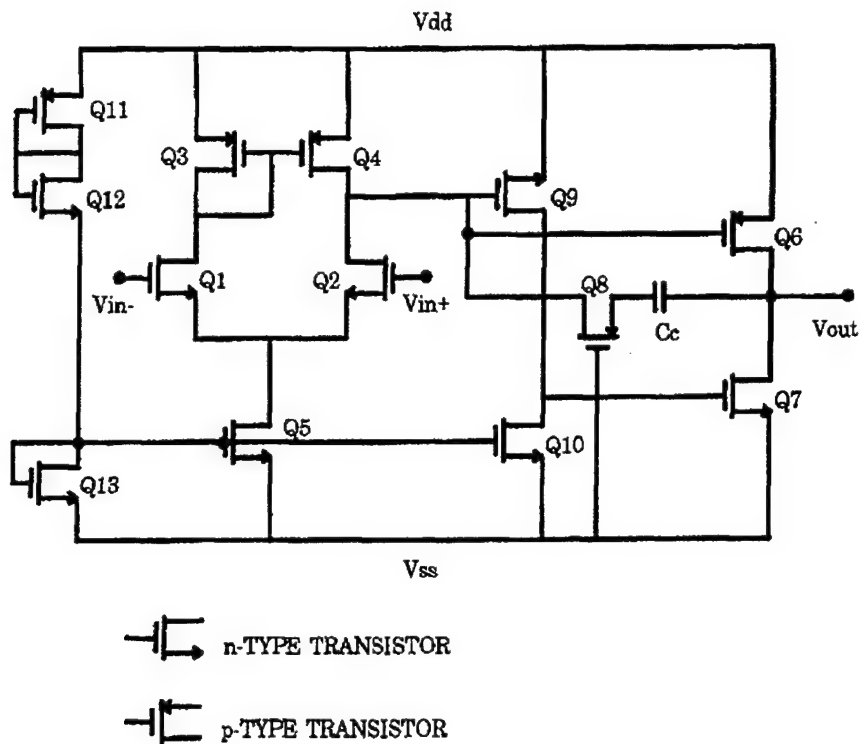 Vdd
Q11
Q3
Q4
Q12
Q9
Q6
Q1
Q2
Q8
Vin-
Vin+
Cc
Vout
Q5
Q7
Q10
Q13
Vss
n-TYPE TRANSISTOR
p-TYPE TRANSISTOR